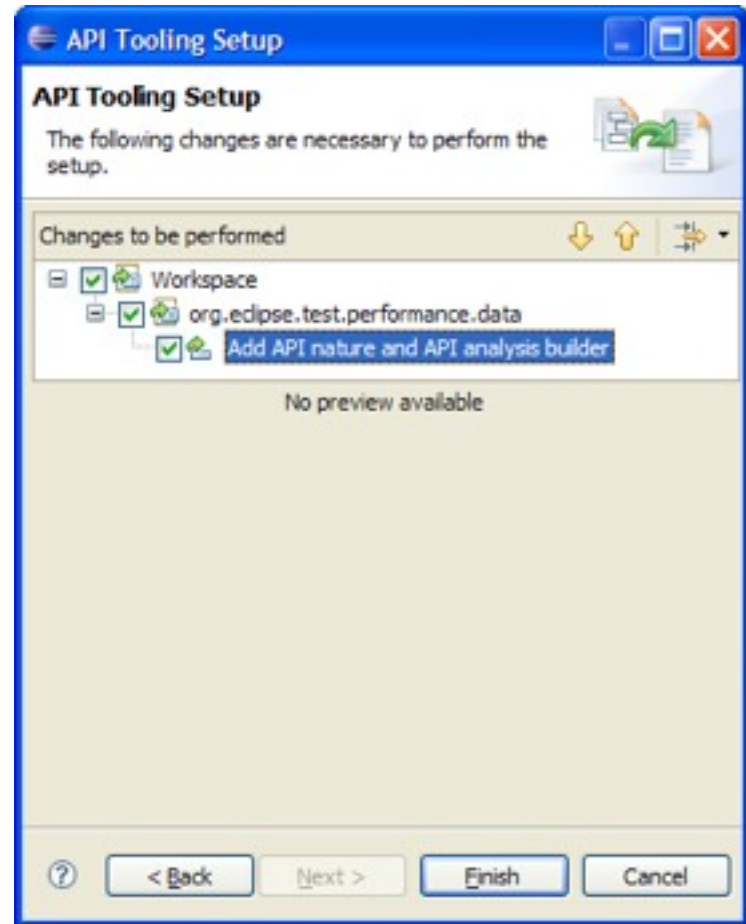 API Tooling Setup
API Tooling Setup
The following changes are necessary to perform the
setup.
Changes to be performed
Workspace
org.eclipse.test.performance.data
Add API nature and API analysis builder
No preview available
?
< Back
Next >
Finish
Cancel